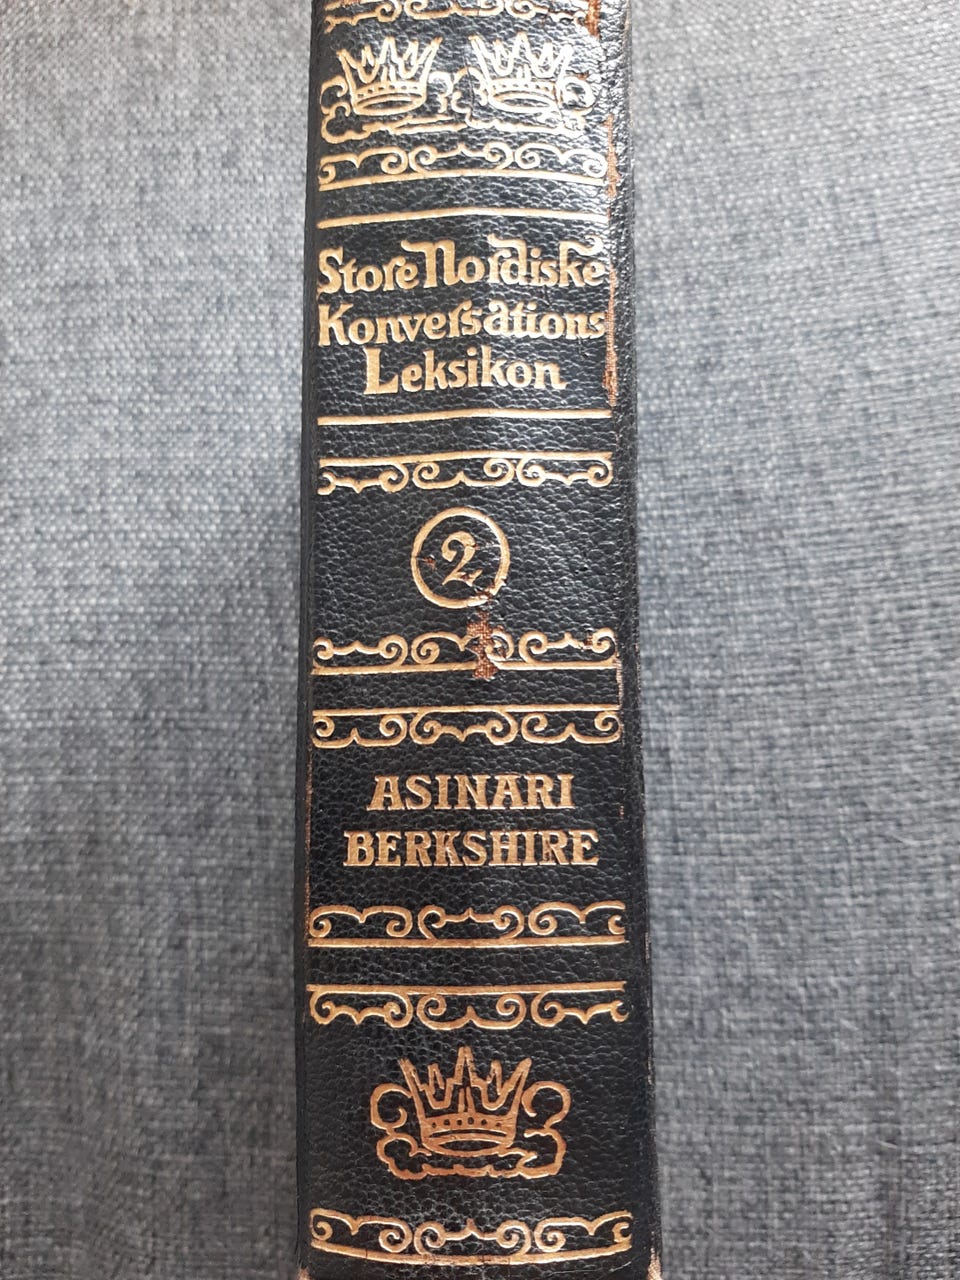 Store Nordiske
Konversations
Leksikon
2
ASINARI
BERKSHIRE